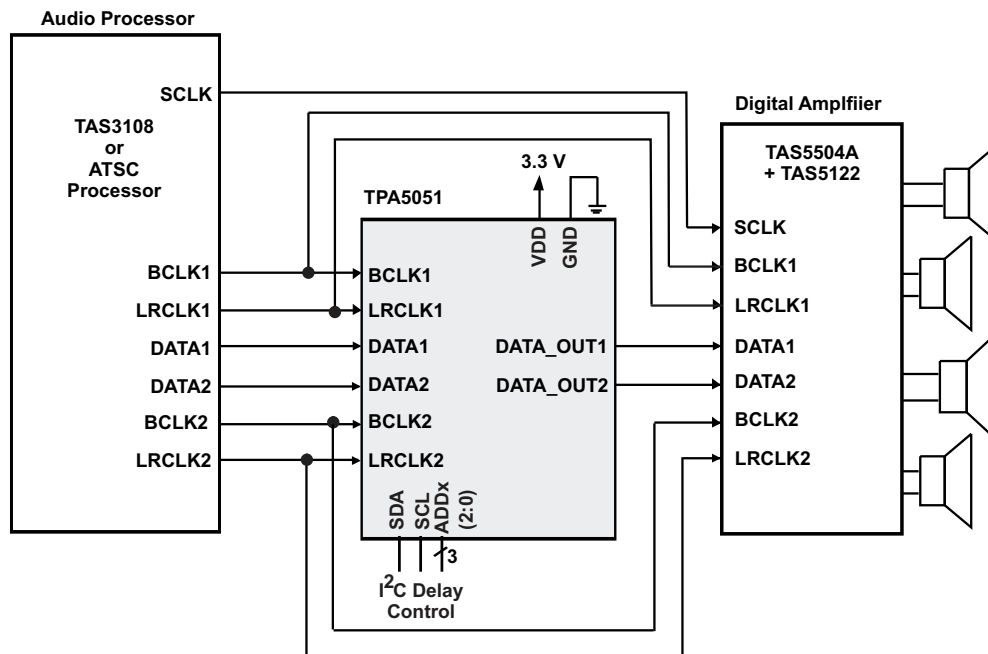 Audio Processor
SCLK
TAS3108
or
ATSC
Processor
BCLK1
LRCLK1
DATA1
DATA2
BCLK2
LRCLK2
TPA5051
3.3 V
VDD
GND
BCLK1
LRCLK1
DATA1
DATA2
BCLK2
LRCLK2
DATA_OUT1
DATA_OUT2
SDA
SCL
ADDx
(2:0)
3
I²C Delay
Control
Digital Amplfiier
TAS5504A
+ TAS5122
SCLK
BCLK1
LRCLK1
DATA1
DATA2
BCLK2
LRCLK2